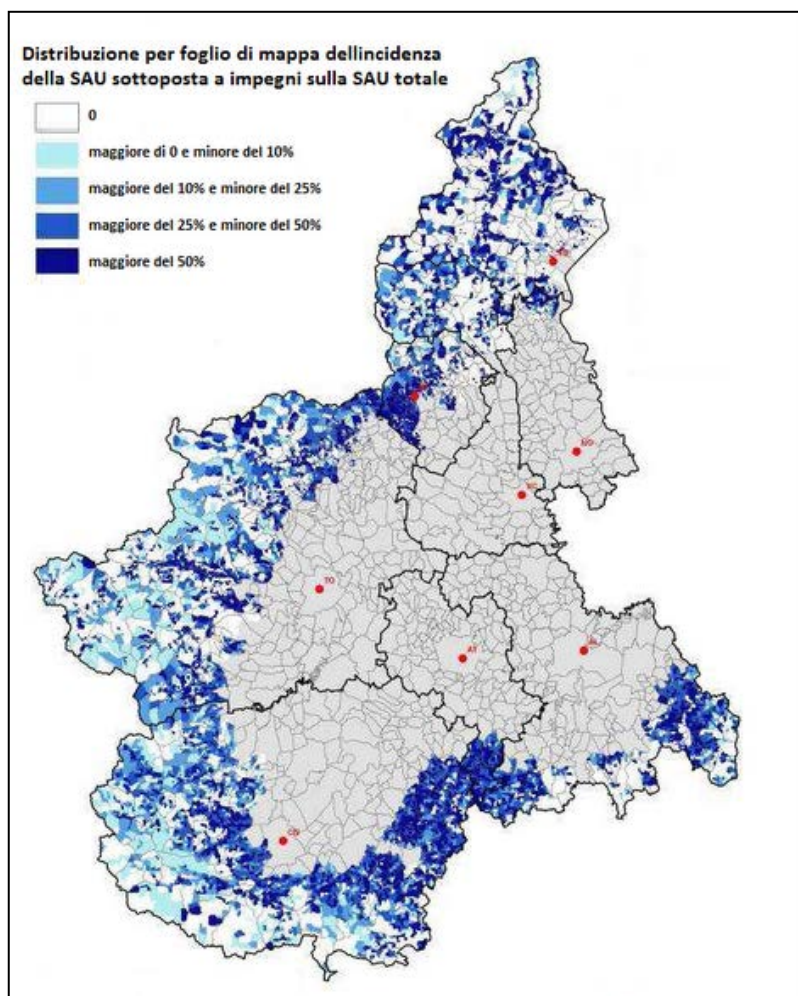 Distribuzione per foglio di mappa dellincidenza
della SAU sottoposta a impegni sulla SAU totale
0
maggiore di 0 e minore del 10%
maggiore del 10% e minore del 25%
maggiore del 25% e minore del 50%
maggiore del 50%
NO
VC
TO
AT
AL
CN